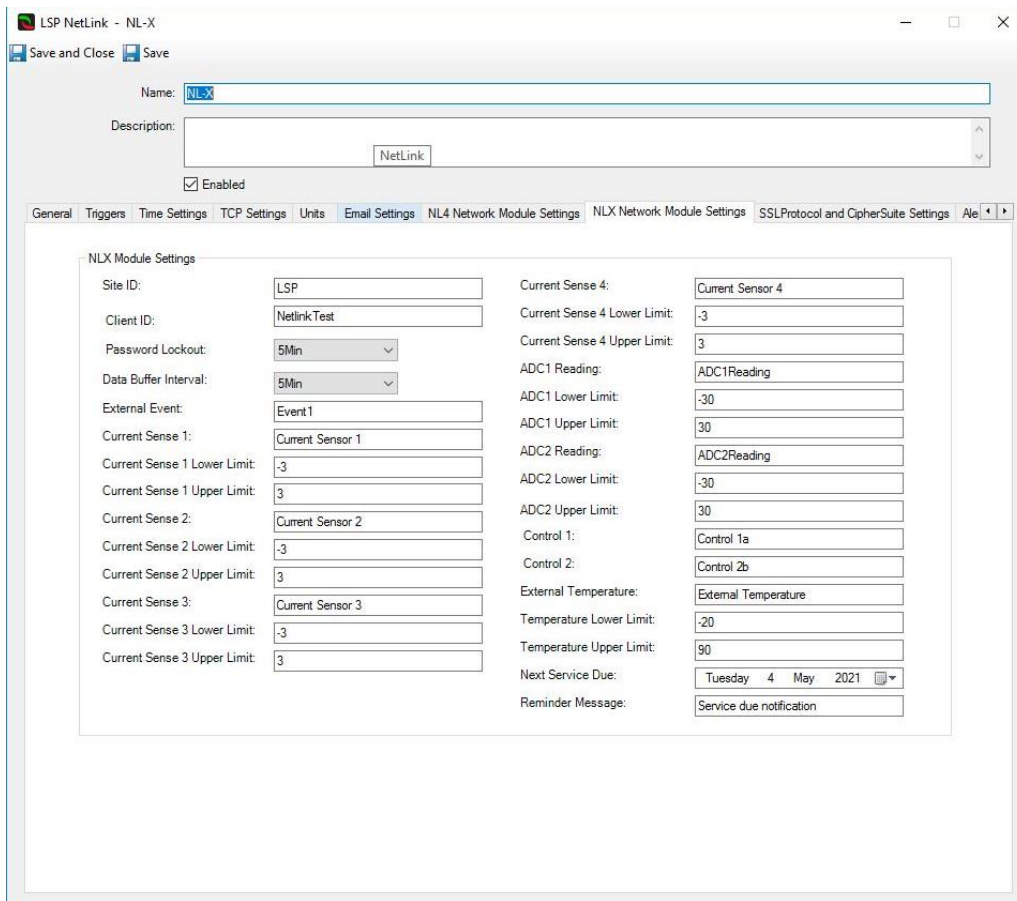 LSP NetLink - NL-X
Save and Close Save
Name: NL-X
Description:
NetLink
Enabled
General Triggers Time Settings TCP Settings Units Email Settings NL4 Network Module Settings NLX Network Module Settings SSLProtocol and CipherSuite Settings Ale
NLX Module Settings
Site ID: LSP
Client ID: NetlinkTest
Password Lockout: 5Min
Data Buffer Interval: 5Min
External Event: Event1
Current Sense 1: Current Sensor 1
Current Sense 1 Lower Limit: -3
Current Sense 1 Upper Limit: 3
Current Sense 2: Current Sensor 2
Current Sense 2 Lower Limit: -3
Current Sense 2 Upper Limit: 3
Current Sense 3: Current Sensor 3
Current Sense 3 Lower Limit: -3
Current Sense 3 Upper Limit: 3
Current Sense 4: Current Sensor 4
Current Sense 4 Lower Limit: -3
Current Sense 4 Upper Limit: 3
ADC1 Reading: ADC1Reading
ADC1 Lower Limit: -30
ADC1 Upper Limit: 30
ADC2 Reading: ADC2Reading
ADC2 Lower Limit: -30
ADC2 Upper Limit: 30
Control 1: Control 1a
Control 2: Control 2b
External Temperature: External Temperature
Temperature Lower Limit: -20
Temperature Upper Limit: 90
Next Service Due: Tuesday 4 May 2021
Reminder Message: Service due notification